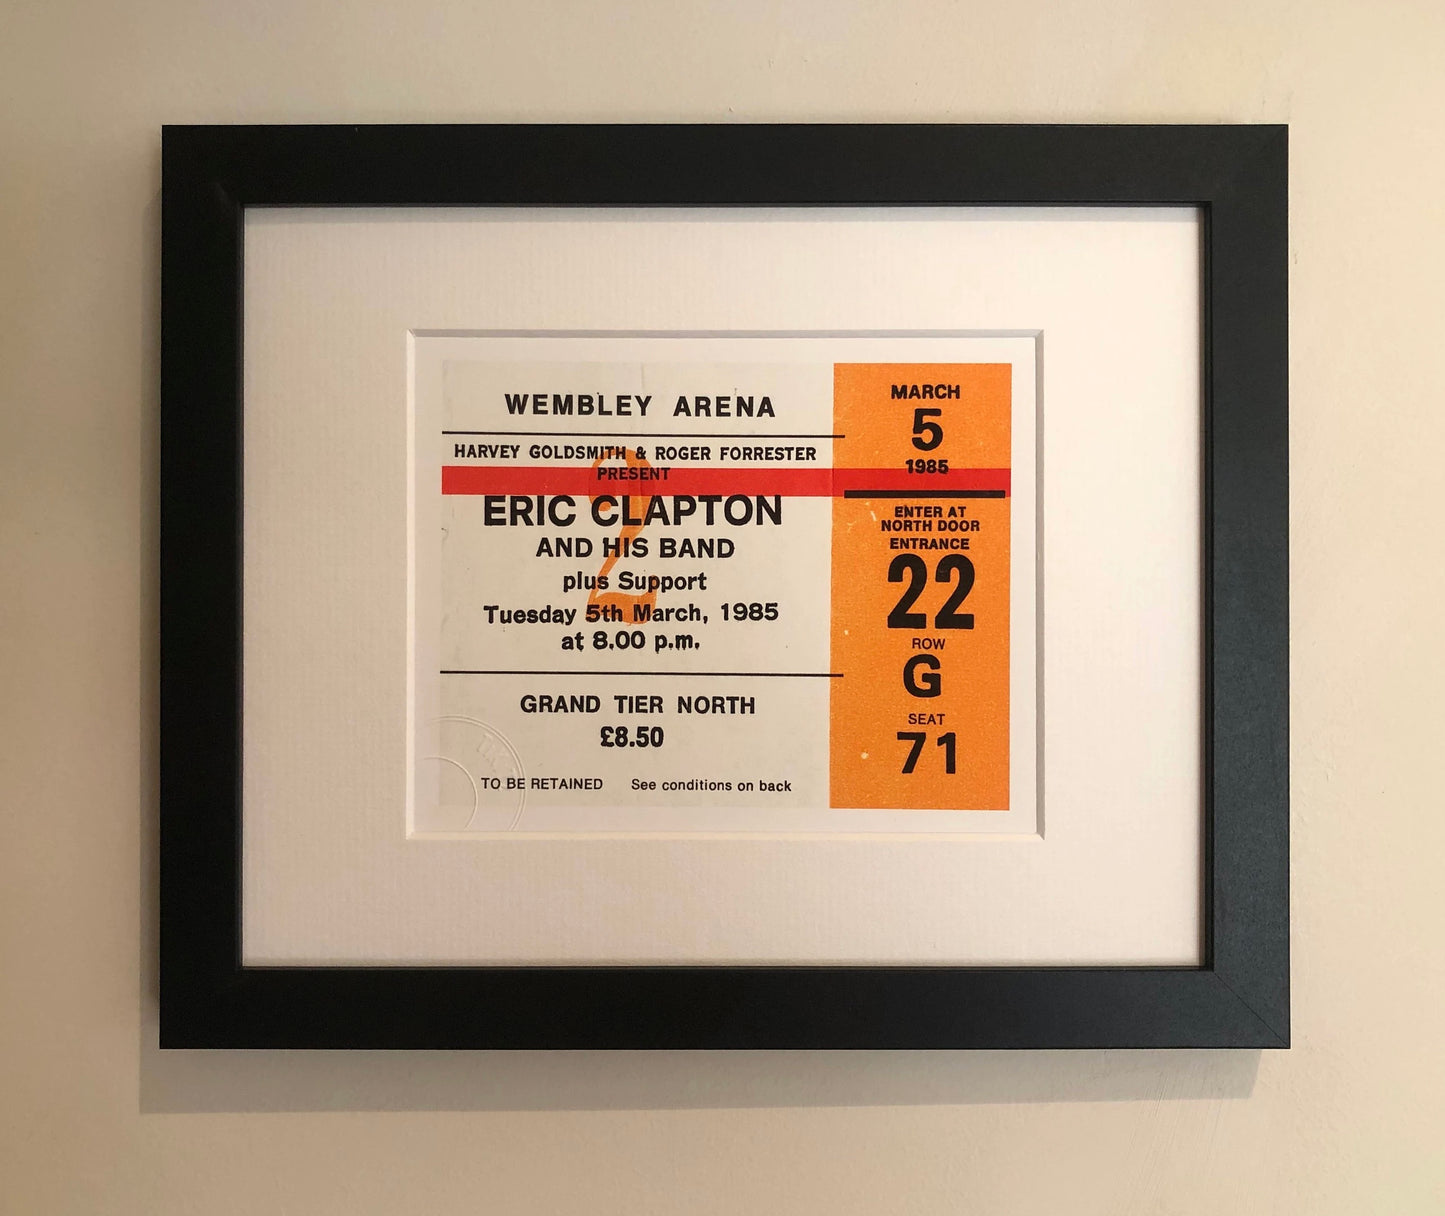 WEMBLEY ARENA
HARVEY GOLDSMITH & ROGER FORRESTER
PRESENT
2
ERIC CLAPTON
AND HIS BAND
plus Support
Tuesday 5th March, 1985
at 8.00 p.m.
GRAND TIER NORTH
£8.50
TO BE RETAINED See conditions on back
MARCH
5
1985
ENTER AT
NORTH DOOR
ENTRANCE
22
ROW
G
SEAT
71